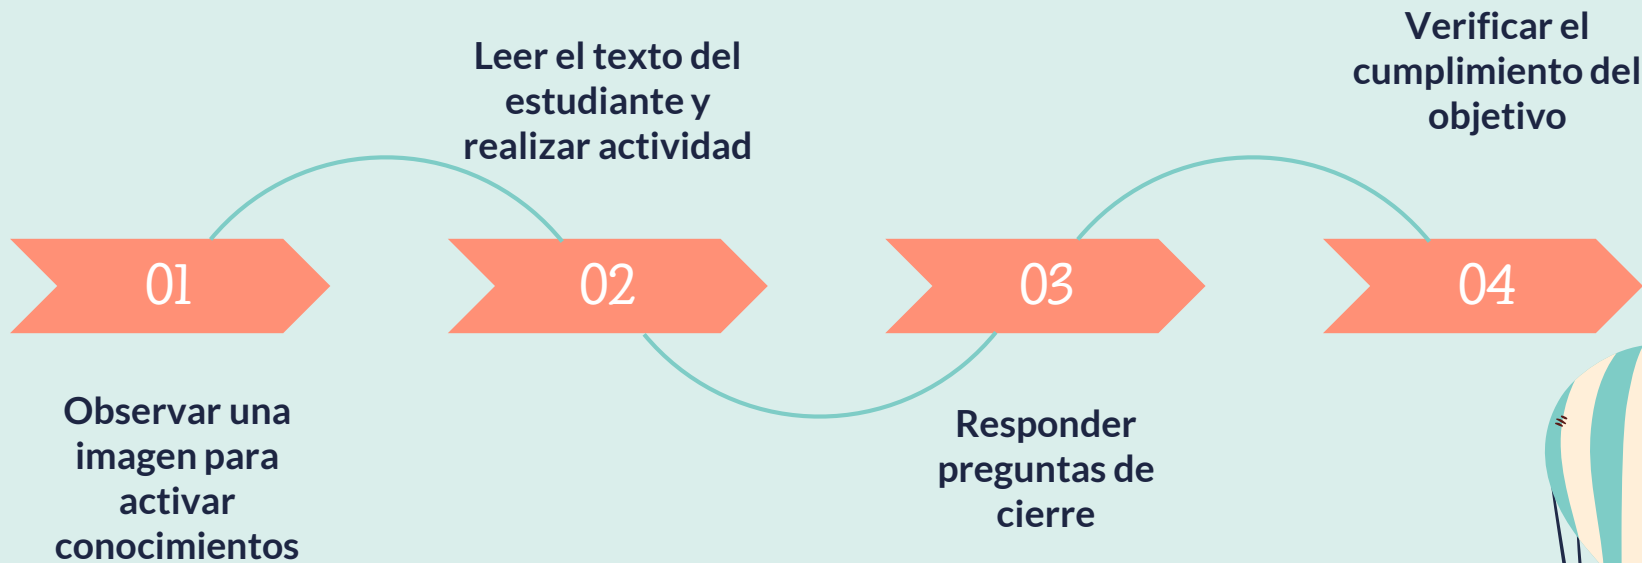 01
Observar una
imagen para
activar
conocimientos
Leer el texto del
estudiante y
realizar actividad
02
03
Responder
preguntas de
cierre
Verificar el
cumplimiento del
objetivo
04